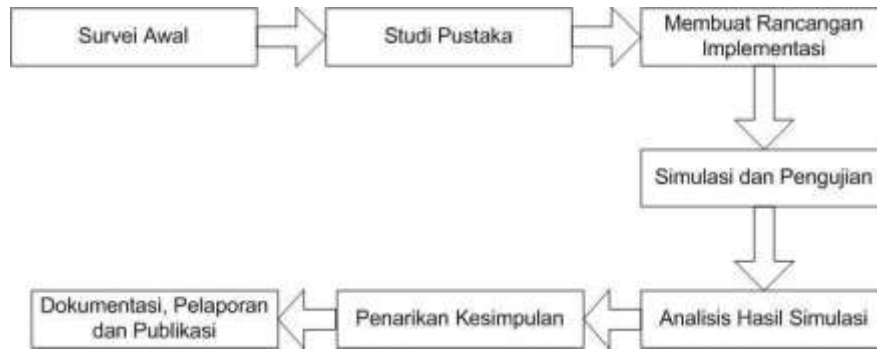 Survei Awal
Studi Pustaka
Membuat Rancangan
Implementasi
Simulasi dan Pengujian
Analisis Hasil Simulasi
Penarikan Kesimpulan
Dokumentasi, Pelaporan
dan Publikasi